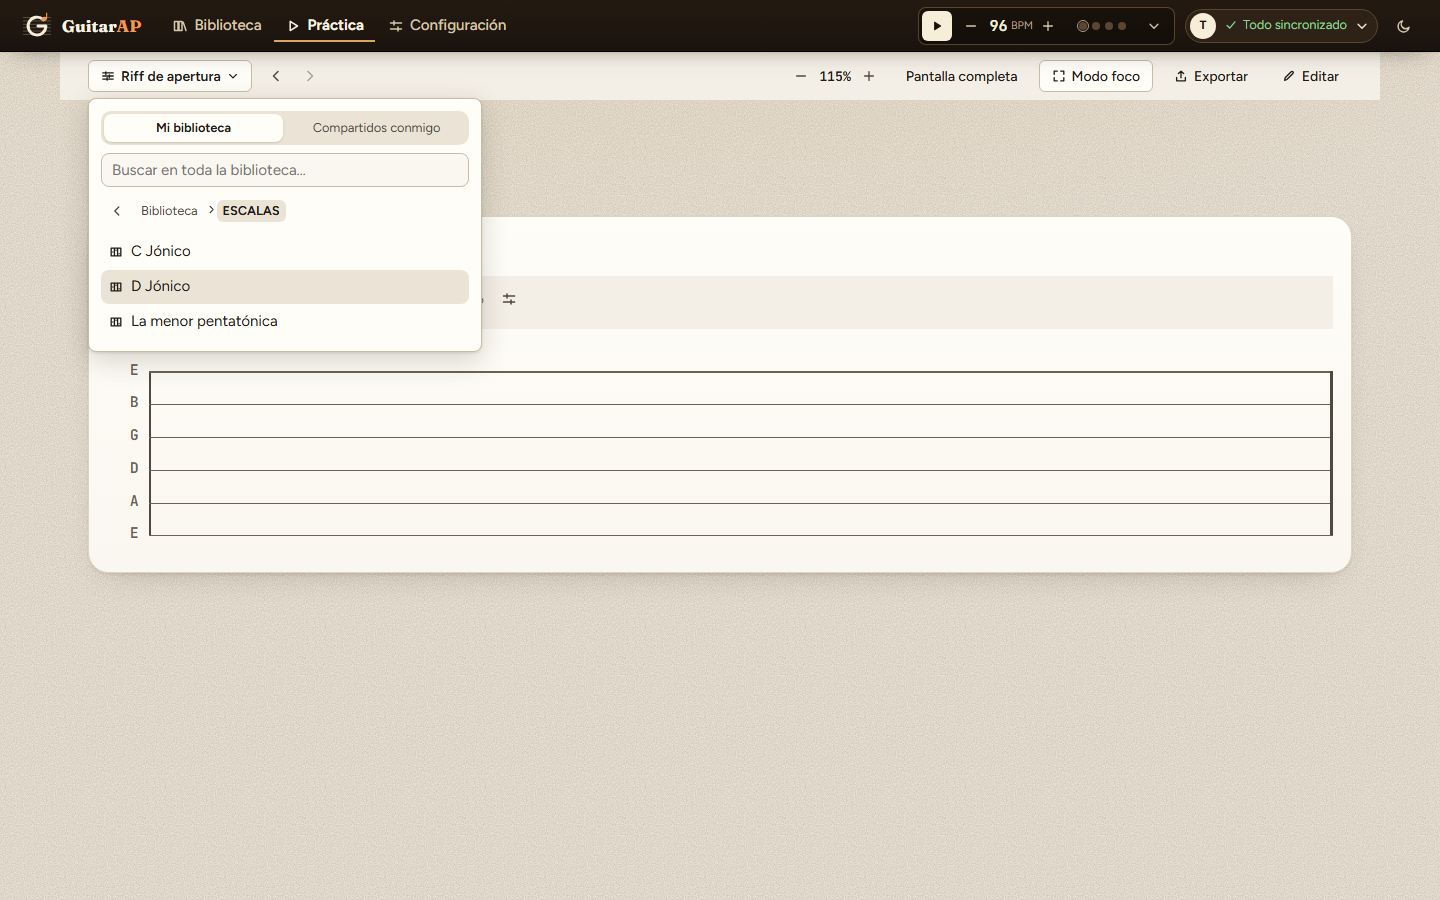 GuitarAP Biblioteca Práctica Configuración 96 BPM T Todo sincronizado
Riff de apertura 115% Pantalla completa Modo foco Exportar Editar
Mi biblioteca Compartidos conmigo
Buscar en toda la biblioteca...
Biblioteca ESCALAS
C Jónico
D Jónico
La menor pentatónica
E
B
G
D
A
E